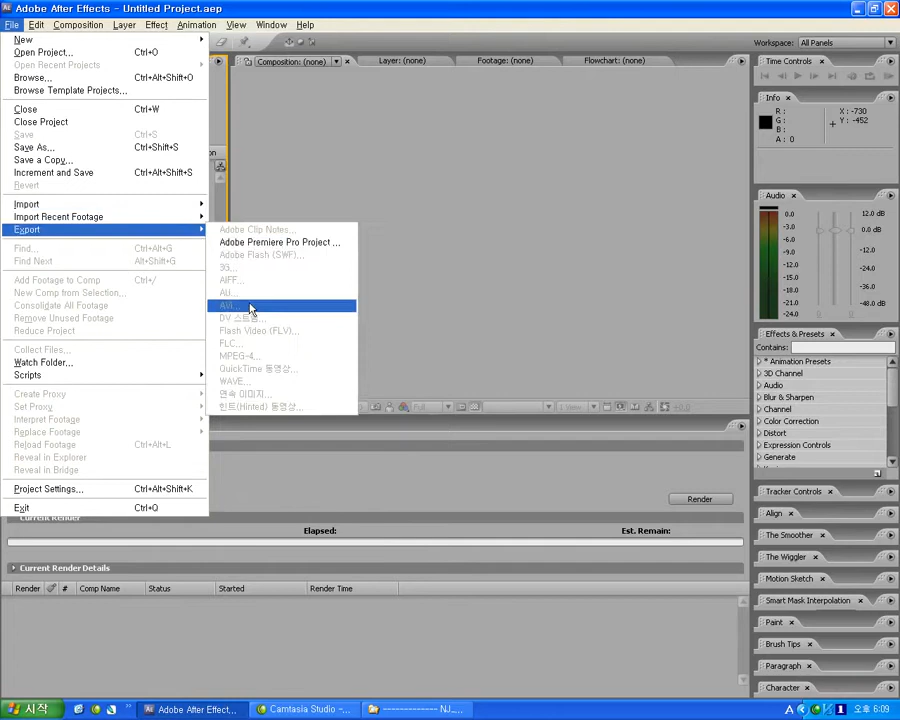 Adobe After Effects - Untitled Project.aep
File Edit Composition Layer Effect Animation View Window Help
Workspace: All Panels
New
Open Project... Ctrl+O
Open Recent Projects
Browse... Ctrl+Alt+Shift+O
Browse Template Projects...
Close Ctrl+W
Close Project
Save Ctrl+S
Save As... Ctrl+Shift+S
Save a Copy...
Increment and Save Ctrl+Alt+Shift+S
Revert
Import
Import Recent Footage
Export
Find... Ctrl+Alt+G
Find Next Alt+Shift+G
Add Footage to Comp Ctrl+/
New Comp from Selection...
Consolidate All Footage
Remove Unused Footage
Reduce Project
Collect Files...
Watch Folder...
Scripts
Create Proxy
Set Proxy
Interpret Footage
Replace Footage
Reload Footage Ctrl+Alt+L
Reveal in Explorer
Reveal in Bridge
Project Settings... Ctrl+Alt+Shift+K
Exit Ctrl+Q
Adobe Clip Notes...
Adobe Premiere Pro Project ...
Adobe Flash (SWF)...
3G...
AIFF...
AU...
AVI...
DV 스트림...
Flash Video (FLV)...
FLC...
MPEG-4...
QuickTime 동영상...
WAVE...
연속 이미지...
힌트(Hinted) 동영상...
Composition: (none) Layer: (none) Footage: (none) Flowchart: (none)
Full 1 View +0.0
Render
Current Render
Elapsed: Est. Remain:
Current Render Details
Render # Comp Name Status Started Render Time
Time Controls
Info
R : X : -730
G : Y : -452
B :
A : 0
Audio
0.0 12.0 dB
-3.0 6.0
-6.0 0.0 dB
-9.0 -6.0
-12.0 -12.0
-15.0 -18.0
-18.0 -24.0
-21.0 -36.0
-24.0 -48.0 dB
Effects & Presets
Contains:
* Animation Presets
3D Channel
Audio
Blur & Sharpen
Channel
Color Correction
Distort
Expression Controls
Generate
Tracker Controls
Align
The Smoother
The Wiggler
Motion Sketch
Smart Mask Interpolation
Paint
Brush Tips
Paragraph
Character
시작 Adobe After Effect... Camtasia Studio -... ------------- NJ_... A 오후 6:09